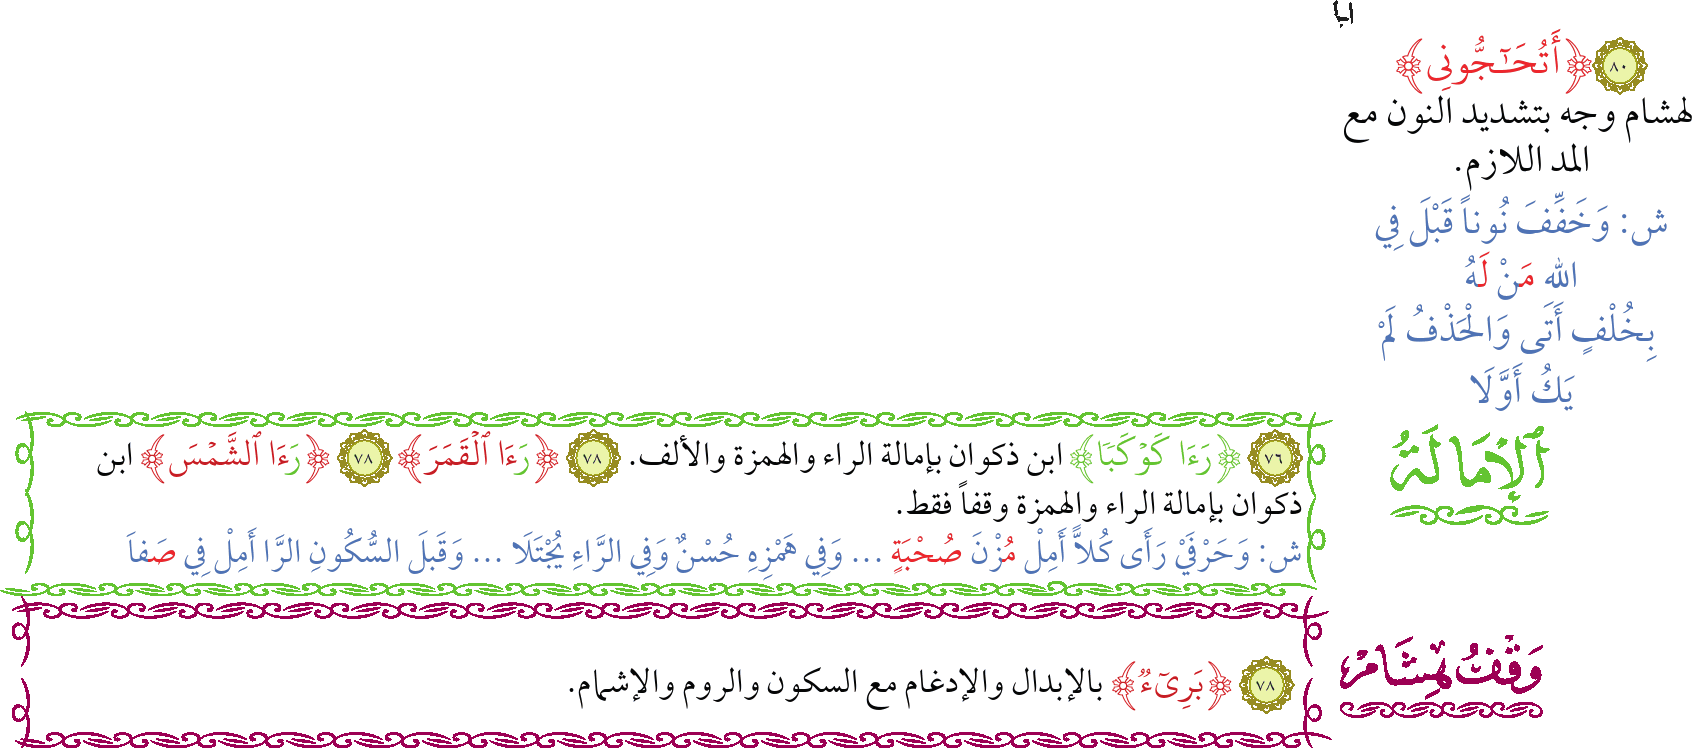 ٨٠ ﴿أَتُحَـٰٓجُّونِي﴾
لهشام وجه بتشديد النون مع
المد اللازم.
ش: وَخَفِّفَ نُوناً قَبْلَ فِي
الله مَنْ لَهُ
بِخُلْفٍ أَتَى وَالْحَذْفُ لَمْ
يَكُ أَوَّلَا
ٱلْإِمَالَةُ
٧٦ ﴿رَءَا كَوْكَبًا﴾ ابن ذكوان بإمالة الراء والهمزة والألف. ٧٨ ﴿رَءَا ٱلْقَمَرَ﴾ ٧٨ ﴿رَءَا ٱلشَّمْسَ﴾ ابن
ذكوان بإمالة الراء والهمزة وقفاً فقط.
ش: وَحَرْفَيْ رَأَى كُلاًّ أَمِلْ مُزْنَ صُحْبَةٍ ... وَفِي هَمْزِهِ حُسْنٌ وَفِي الرَّاءِ يُجْتَلَا ... وَقَبلَ السُّكُونِ الرَّا أَمِلْ فِي صَفاَ
وَقْفُ هِشَامْ
٧٨ ﴿بَرِيٓءٌ﴾ بالإبدال والإدغام مع السكون والروم والإشمام.